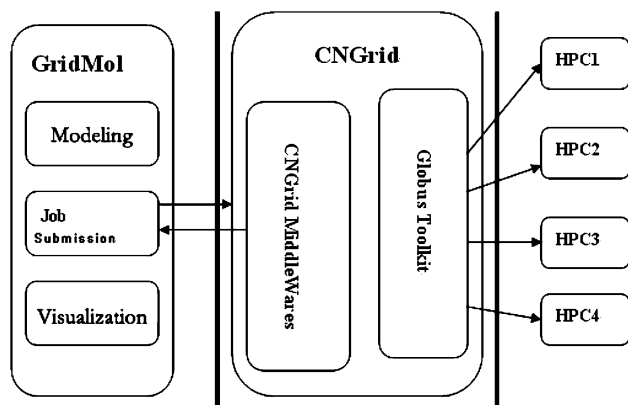 GridMol
Modeling
Job
Submission
Visualization
CNGrid
CNGrid MiddleWares
Globus Toolkit
HPC1
HPC2
HPC3
HPC4